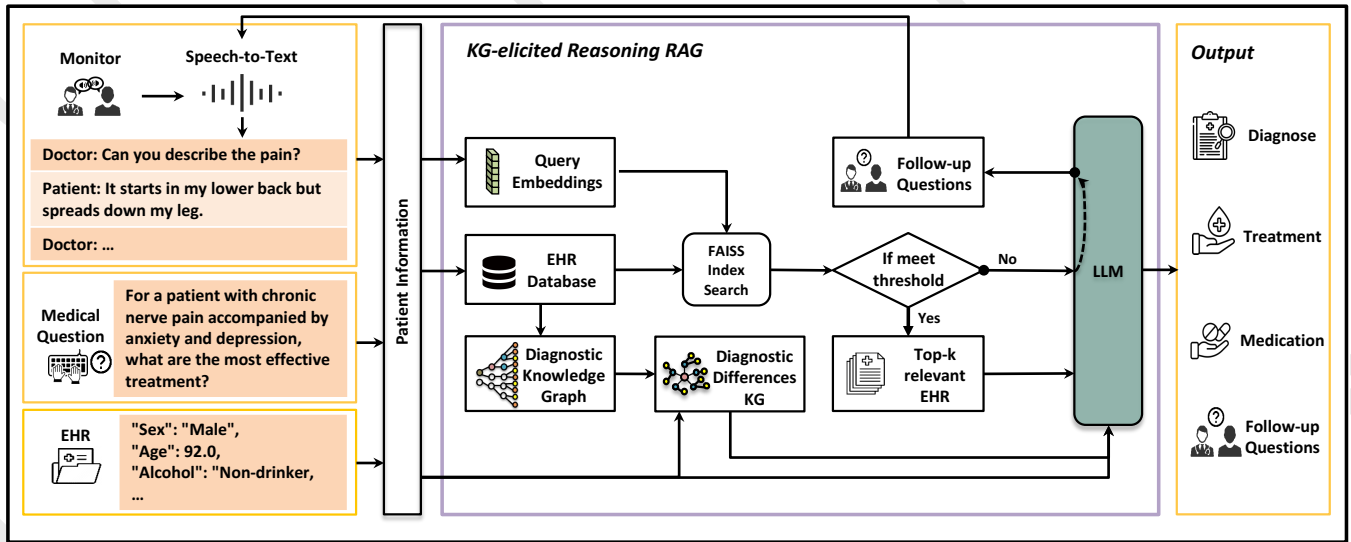 Monitor
Speech-to-Text
Doctor: Can you describe the pain?
Patient: It starts in my lower back but
spreads down my leg.
Doctor: ...
Medical
Question
?
For a patient with chronic
nerve pain accompanied by
anxiety and depression,
what are the most effective
treatment?
EHR
"Sex": "Male",
"Age": 92.0,
"Alcohol": "Non-drinker,
...
Patient Information
KG-elicited Reasoning RAG
Query
Embeddings
EHR
Database
Diagnostic
Knowledge
Graph
FAISS
Index
Search
Diagnostic
Differences
KG
?
Follow-up
Questions
If meet
threshold
No
Yes
Top-k
relevant
EHR
LLM
Output
Diagnose
Treatment
Medication
?
Follow-up
Questions